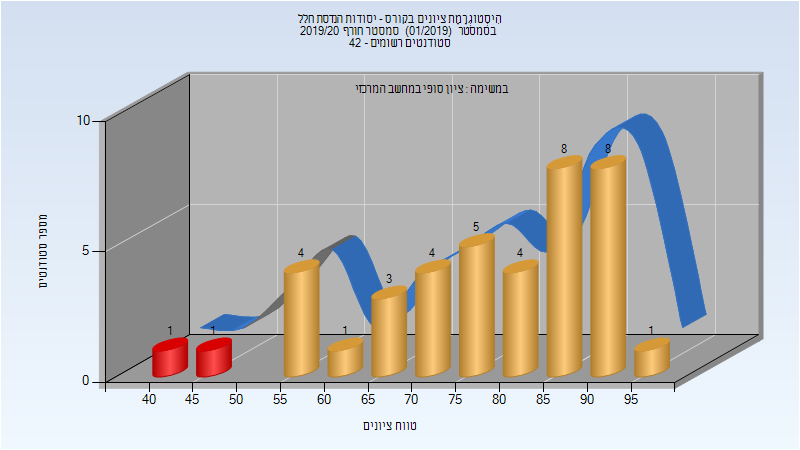 היסטוגרמת ציונים בקורס - יסודות הנדסת חלל
בסמסטר (01/2019) סמסטר חורף 2019/20
סטודנטים רשומים - 42
במשימה : ציון סופי במחשב המרכזי
מספר סטודנטים
10
5
0
1
1
4
1
3
4
5
4
8
8
1
40 45 50 55 60 65 70 75 80 85 90 95
טווח ציונים